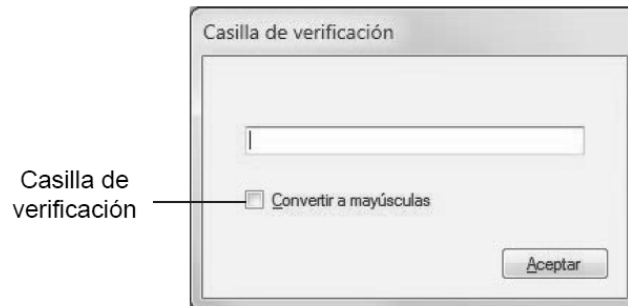 Casilla de verificación
Casilla de
verificación
Convertir a mayúsculas
Aceptar